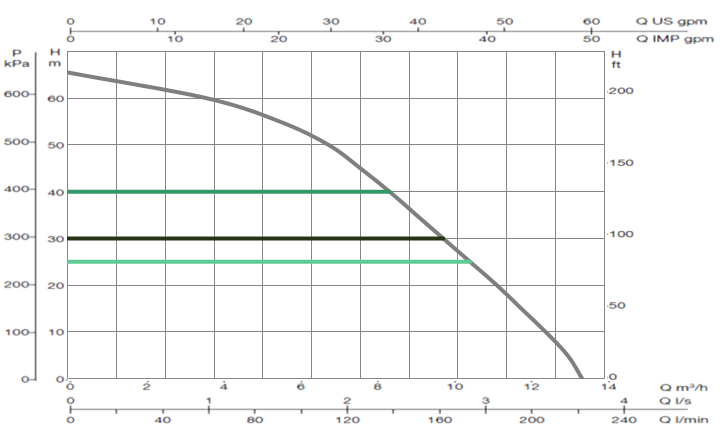 0 10 20 30 40 50 60 Q US gpm
0 10 20 30 40 50 Q IMP gpm
P kPa
H m
H ft
600 60 200
500 50 150
400 40
300 30 100
200 20 50
100 10
0 0 0
0 2 4 6 8 10 12 14 Q m³/h
0 1 2 3 4 Q l/s
0 40 80 120 160 200 240 Q l/min